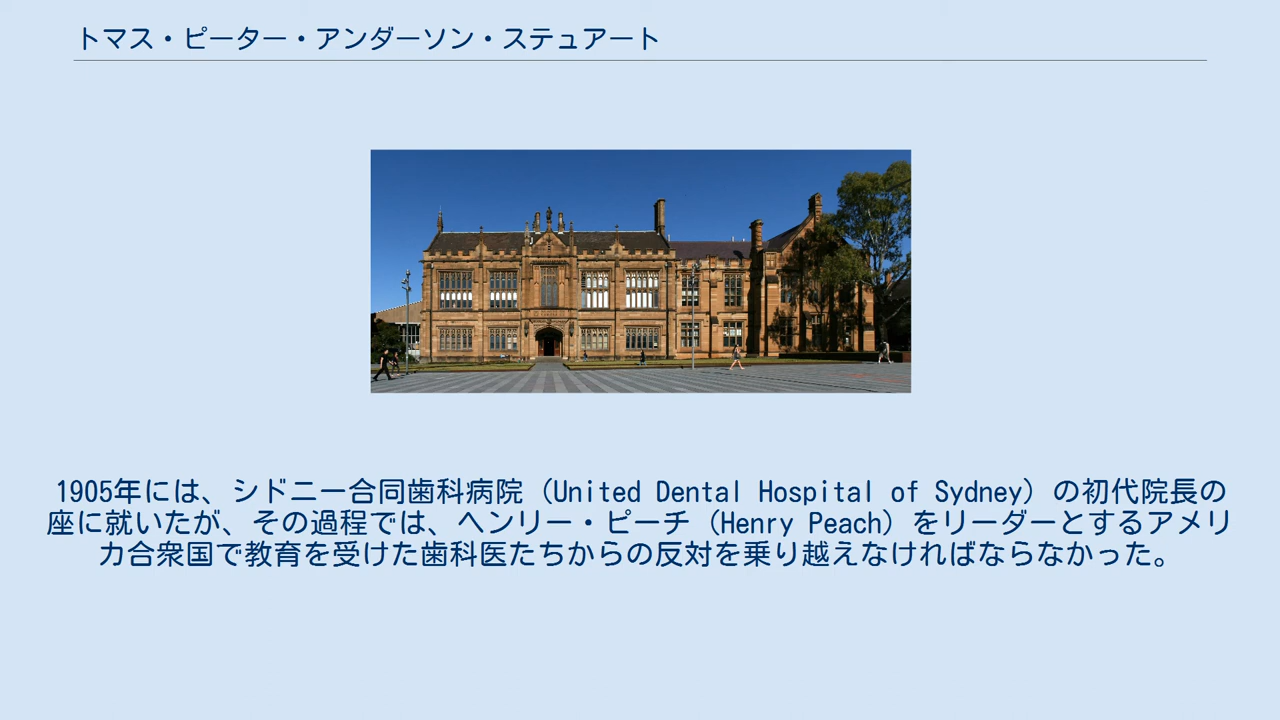 トマス・ピーター・アンダーソン・ステュアート
1905年には、シドニー合同歯科病院（United Dental Hospital of Sydney）の初代院長の
座に就いたが、その過程では、ヘンリー・ピーチ（Henry Peach）をリーダーとするアメリ
カ合衆国で教育を受けた歯科医たちからの反対を乗り越えなければならなかった。